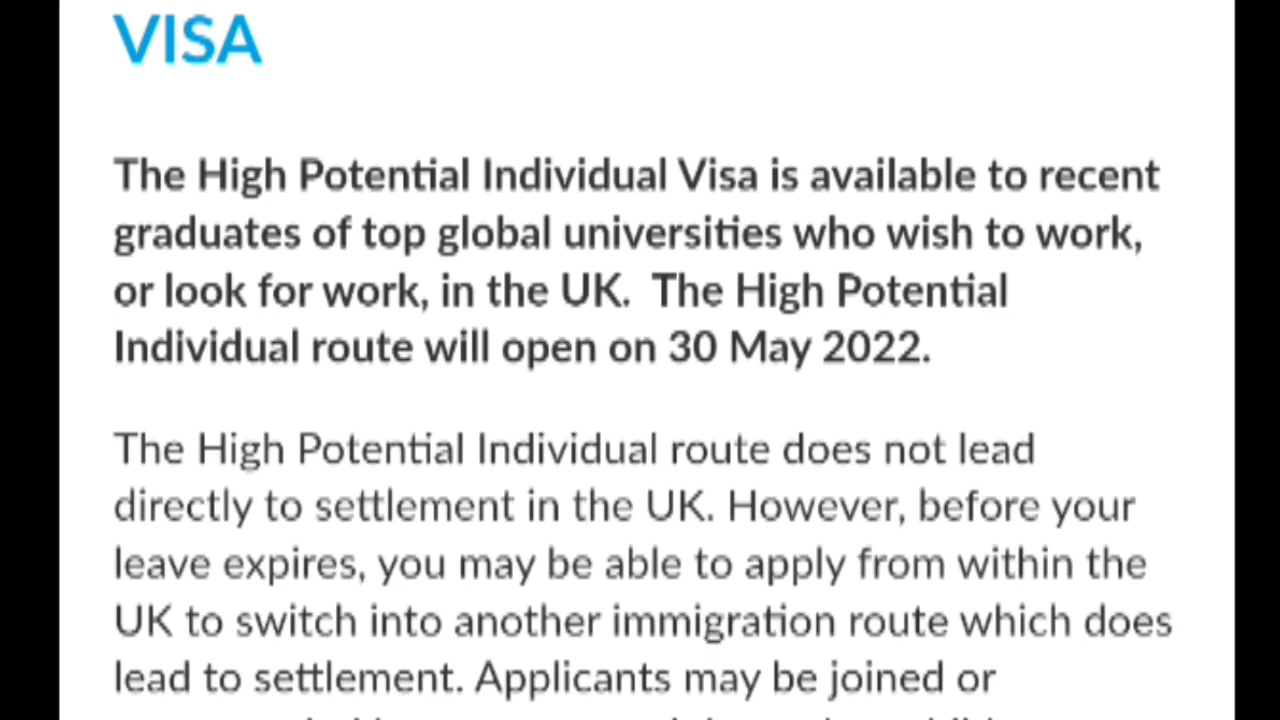 VISA
The High Potential Individual Visa is available to recent
graduates of top global universities who wish to work,
or look for work, in the UK.  The High Potential
Individual route will open on 30 May 2022.
The High Potential Individual route does not lead
directly to settlement in the UK. However, before your
leave expires, you may be able to apply from within the
UK to switch into another immigration route which does
lead to settlement. Applicants may be joined or